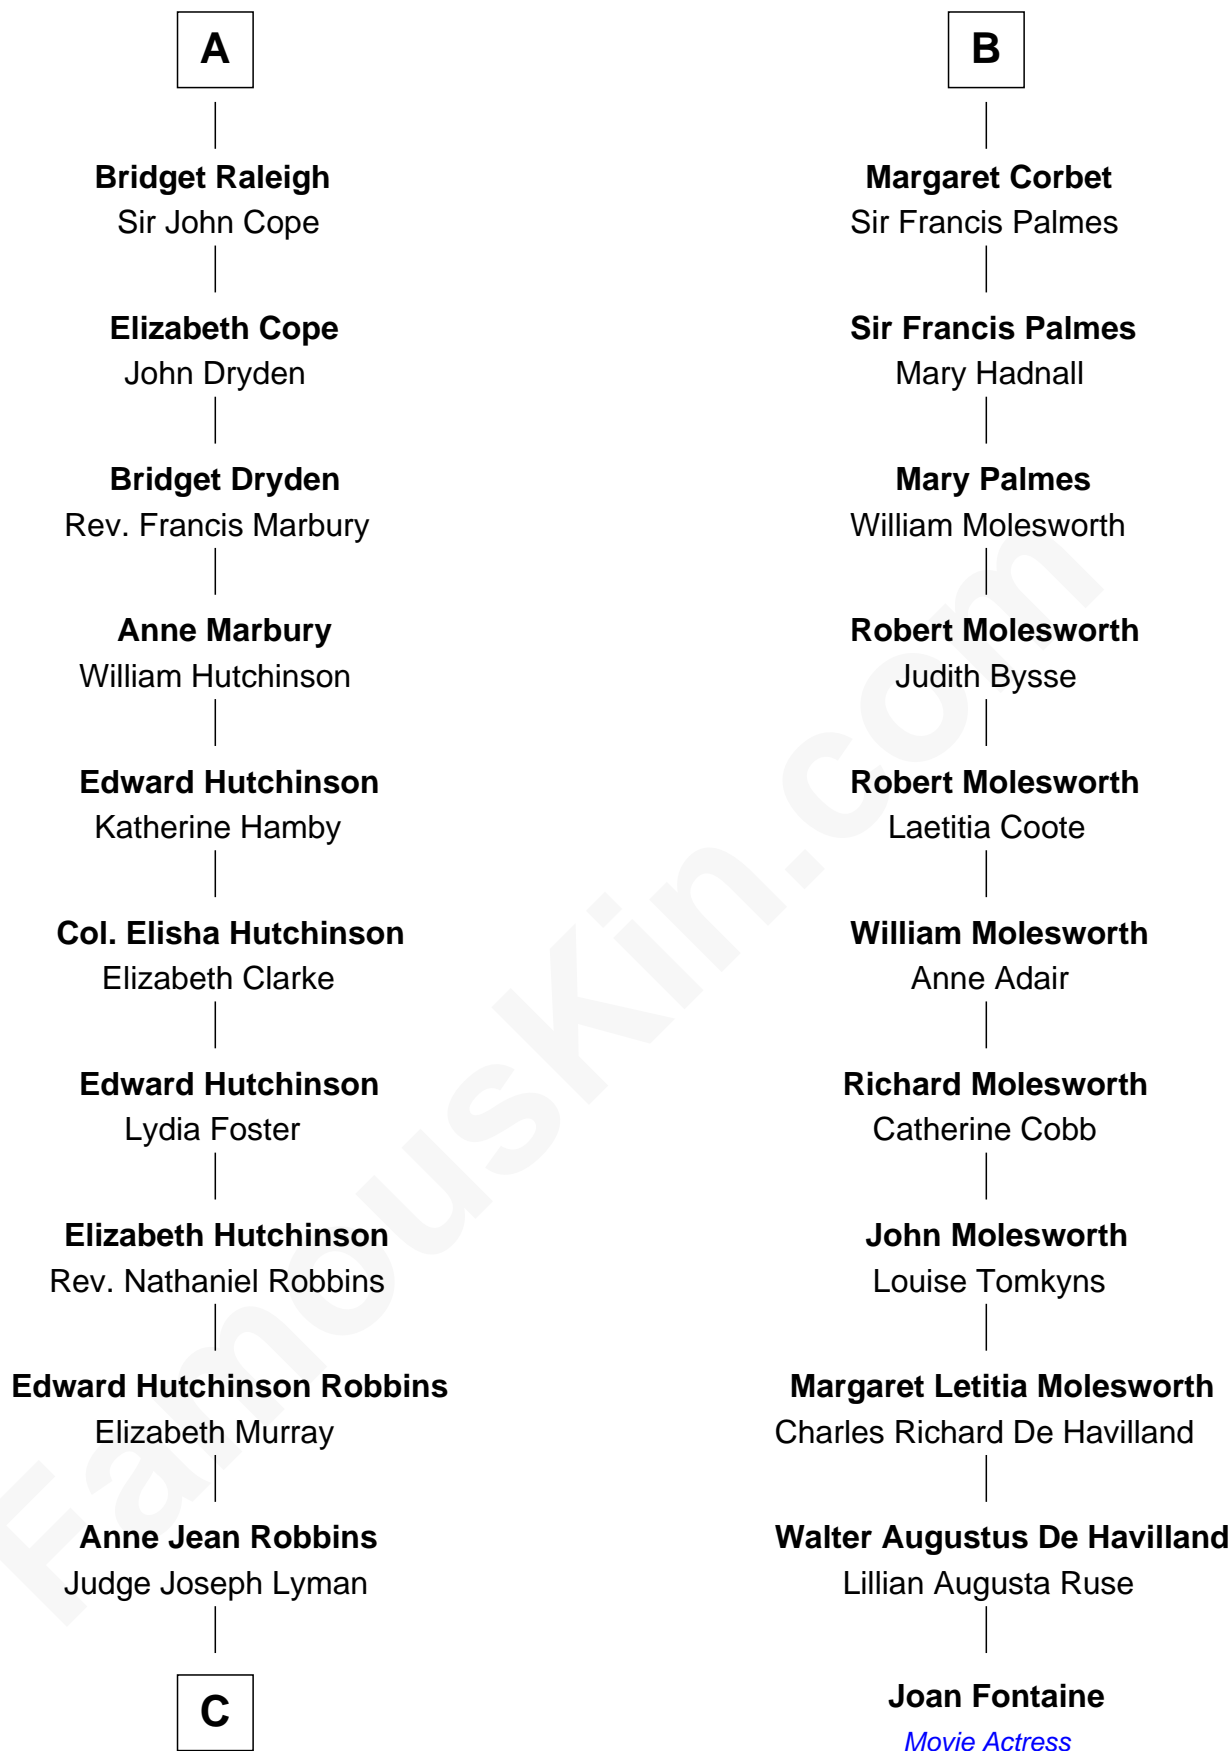 A
Bridget Raleigh
Sir John Cope
Elizabeth Cope
John Dryden
Bridget Dryden
Rev. Francis Marbury
Anne Marbury
William Hutchinson
Edward Hutchinson
Katherine Hamby
Col. Elisha Hutchinson
Elizabeth Clarke
Edward Hutchinson
Lydia Foster
Elizabeth Hutchinson
Rev. Nathaniel Robbins
Edward Hutchinson Robbins
Elizabeth Murray
Anne Jean Robbins
Judge Joseph Lyman
C
B
Margaret Corbet
Sir Francis Palmes
Sir Francis Palmes
Mary Hadnall
Mary Palmes
William Molesworth
Robert Molesworth
Judith Bysse
Robert Molesworth
Laetitia Coote
William Molesworth
Anne Adair
Richard Molesworth
Catherine Cobb
John Molesworth
Louise Tomkyns
Margaret Letitia Molesworth
Charles Richard De Havilland
Walter Augustus De Havilland
Lillian Augusta Ruse
Joan Fontaine
Movie Actress
FamousKin.com